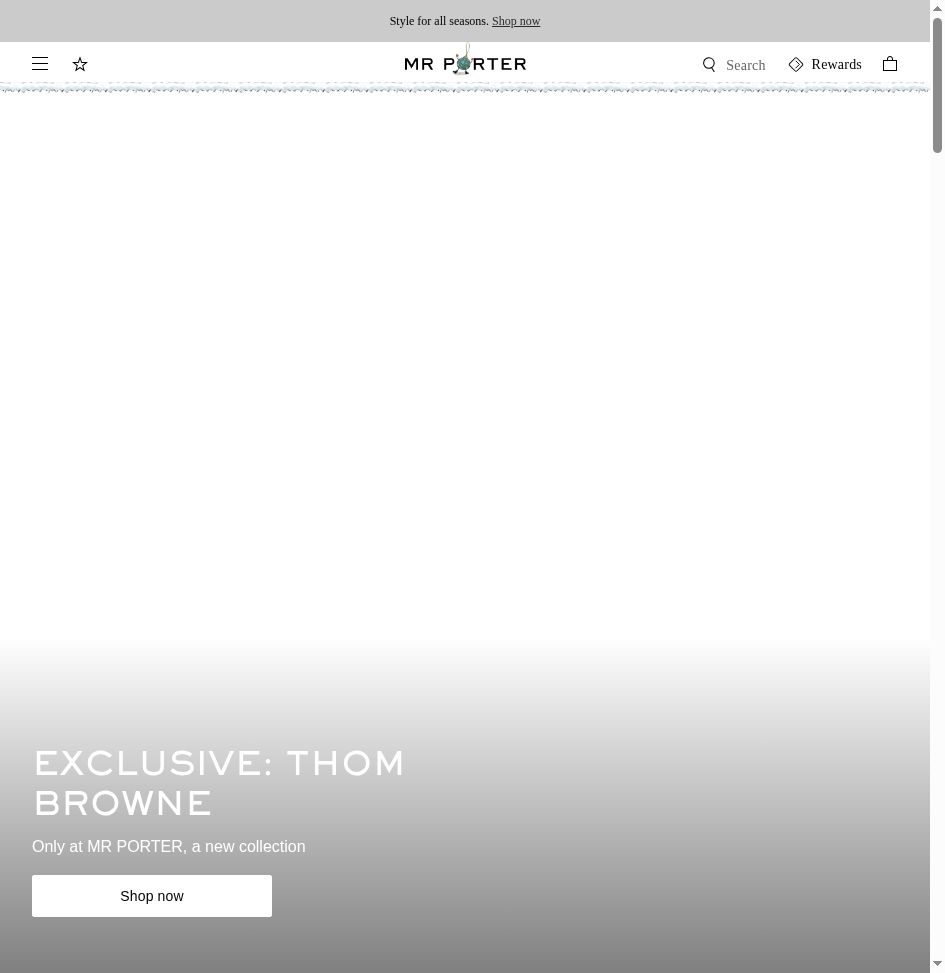 Style for all seasons. Shop now
MR PORTER
Search
Rewards
EXCLUSIVE: THOM
BROWNE
Only at MR PORTER, a new collection
Shop now